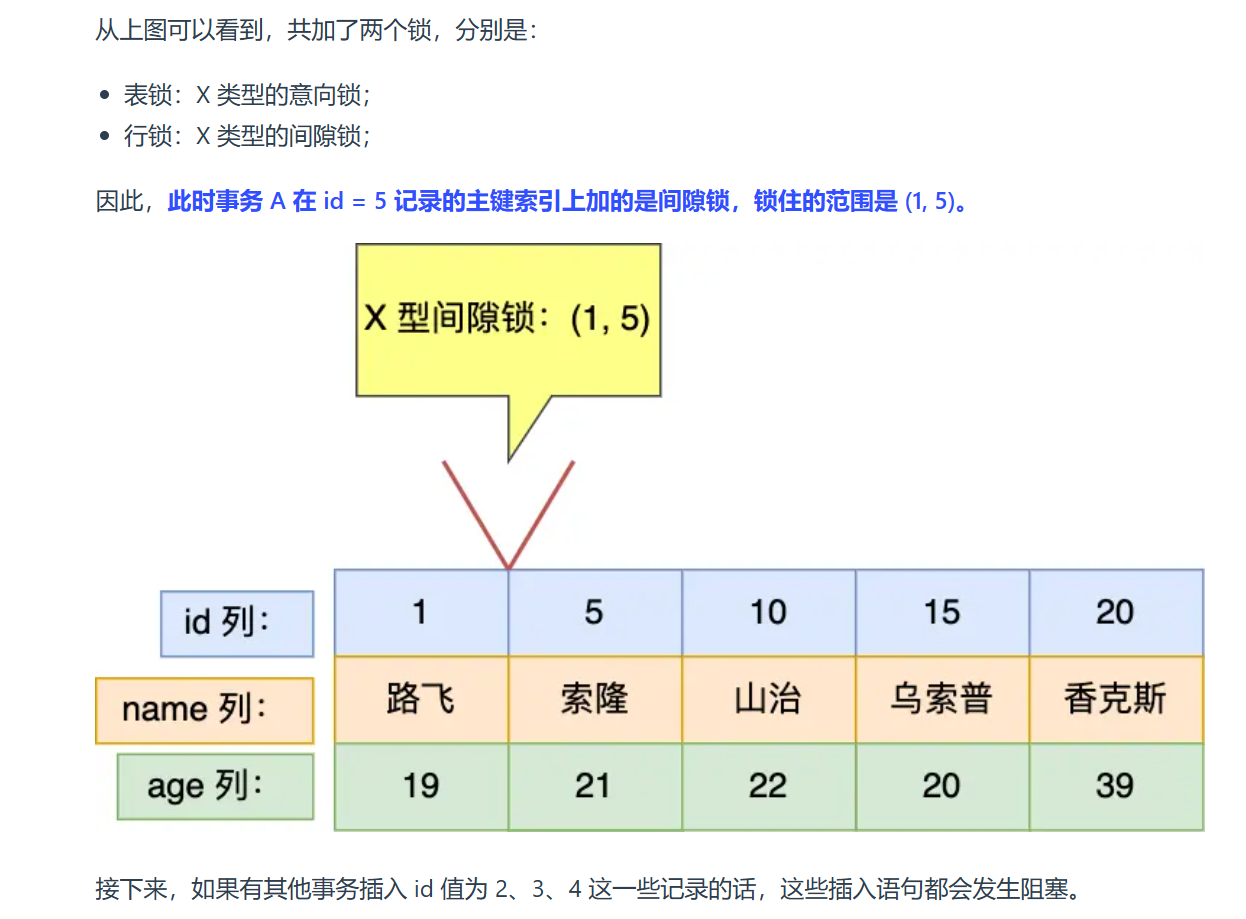 从上图可以看到，共加了两个锁，分别是：
• 表锁：X 类型的意向锁；
• 行锁：X 类型的间隙锁；
因此，此时事务 A 在 id = 5 记录的主键索引上加的是间隙锁，锁住的范围是 (1, 5)。
X 型间隙锁：(1, 5)
id 列： 1 5 10 15 20
name 列： 路飞 索隆 山治 乌索普 香克斯
age 列： 19 21 22 20 39
接下来，如果有其他事务插入 id 值为 2、3、4 这一些记录的话，这些插入语句都会发生阻塞。